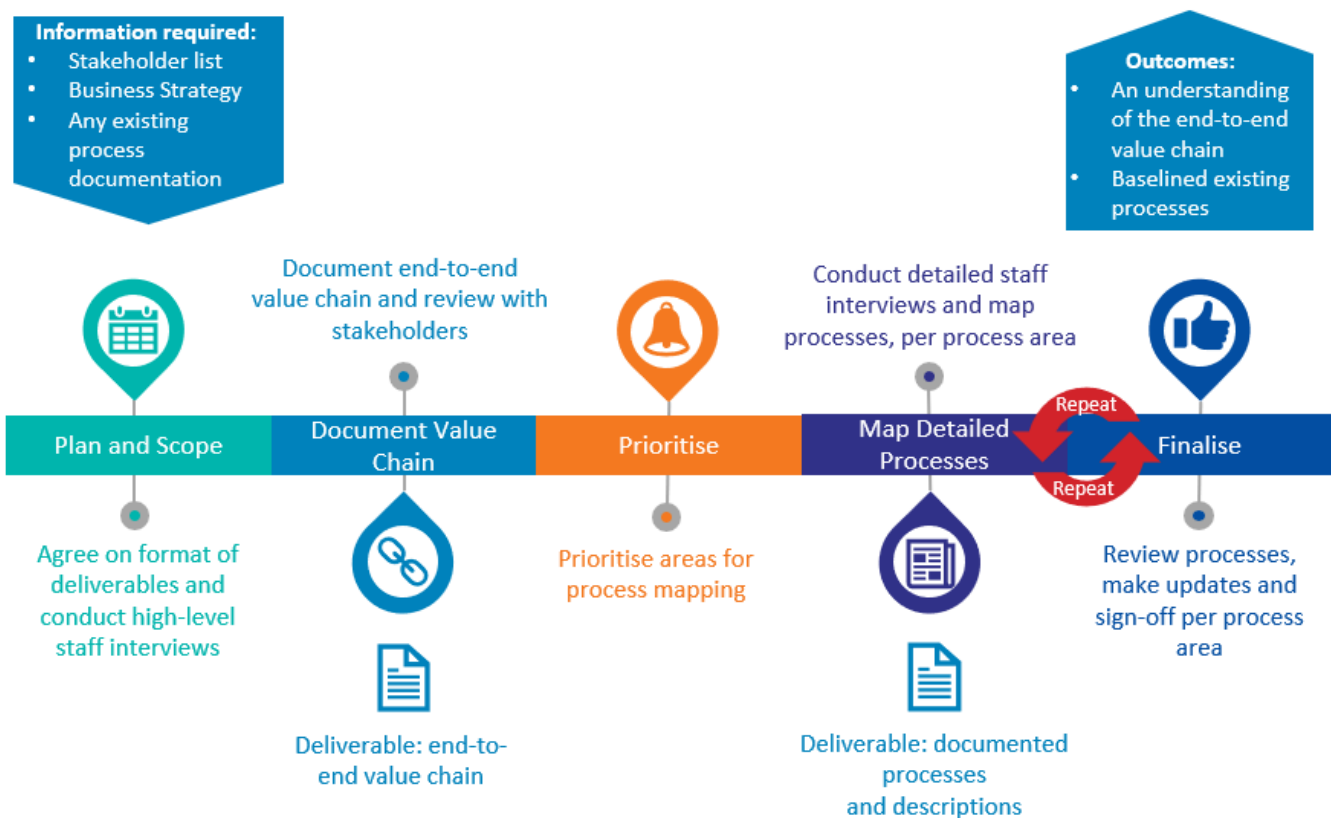 Information required:
• Stakeholder list
• Business Strategy
• Any existing
process
documentation
Outcomes:
• An understanding
of the end-to-end
value chain
• Baselined existing
processes
Document end-to-end
value chain and review with
stakeholders
Conduct detailed staff
interviews and map
processes, per process area
Plan and Scope
Document Value
Chain
Prioritise
Map Detailed
Processes
Repeat
Repeat
Finalise
Agree on format of
deliverables and
conduct high-level
staff interviews
Prioritise areas for
process mapping
Review processes,
make updates and
sign-off per process
area
Deliverable: end-to-
end value chain
Deliverable: documented
processes
and descriptions